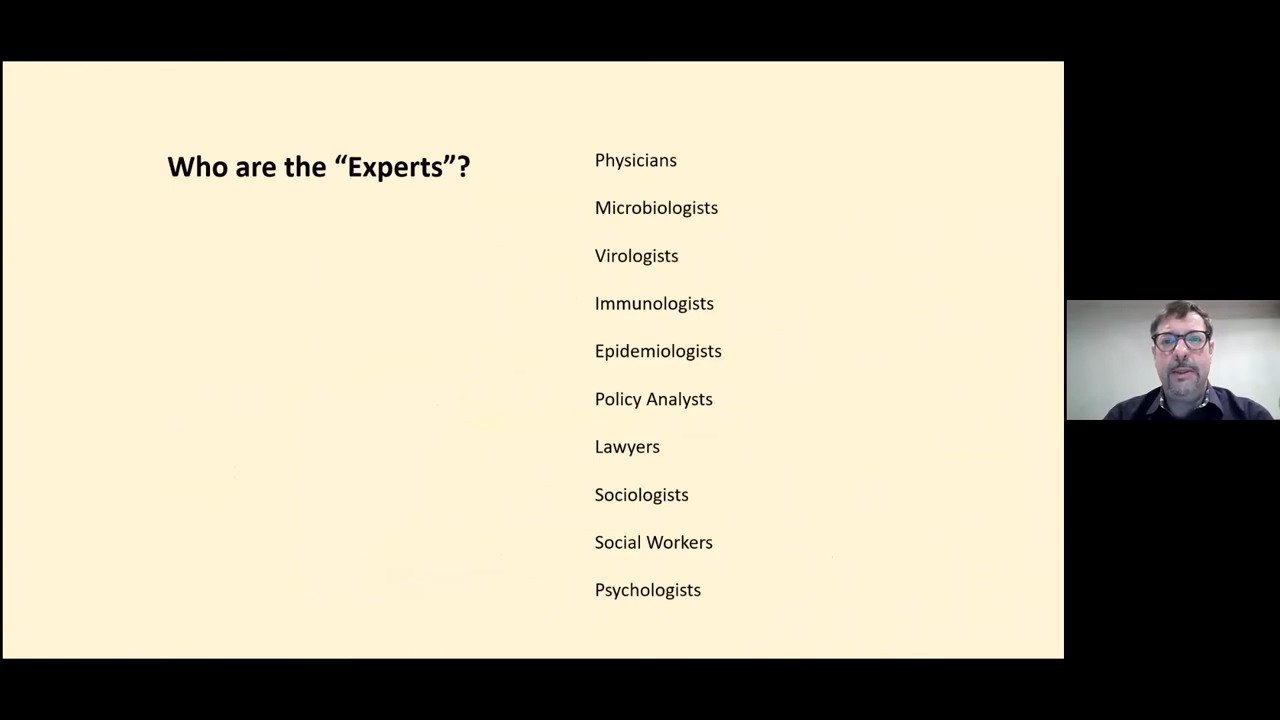 Who are the “Experts”?
Physicians
Microbiologists
Virologists
Immunologists
Epidemiologists
Policy Analysts
Lawyers
Sociologists
Social Workers
Psychologists